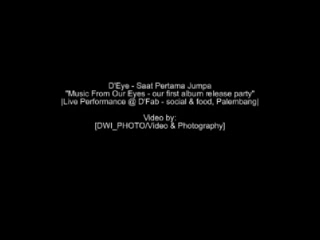 D'Eye - Saat Pertama Jumpa
"Music From Our Eyes - our first album release party"
|Live Performance @ D'Fab - social & food, Palembang|
Video by:
[DWI_PHOTO/Video & Photography]